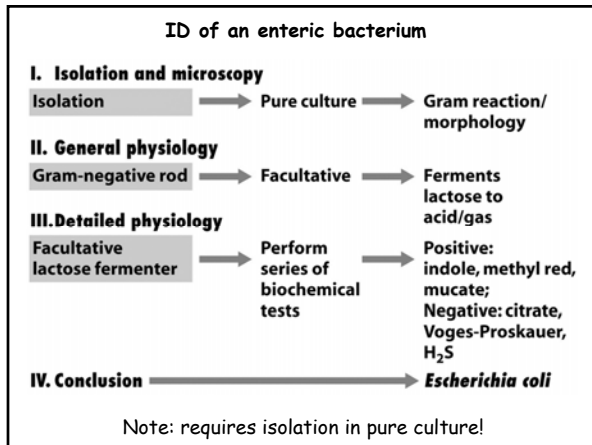 ID of an enteric bacterium
I. Isolation and microscopy
Isolation Pure culture Gram reaction/
morphology
II. General physiology
Gram-negative rod Facultative Ferments
lactose to
acid/gas
III. Detailed physiology
Facultative Perform Positive:
lactose fermenter series of indole, methyl red,
biochemical mucate;
tests Negative: citrate,
Voges-Proskauer,
H₂S
IV. Conclusion Escherichia coli
Note: requires isolation in pure culture!